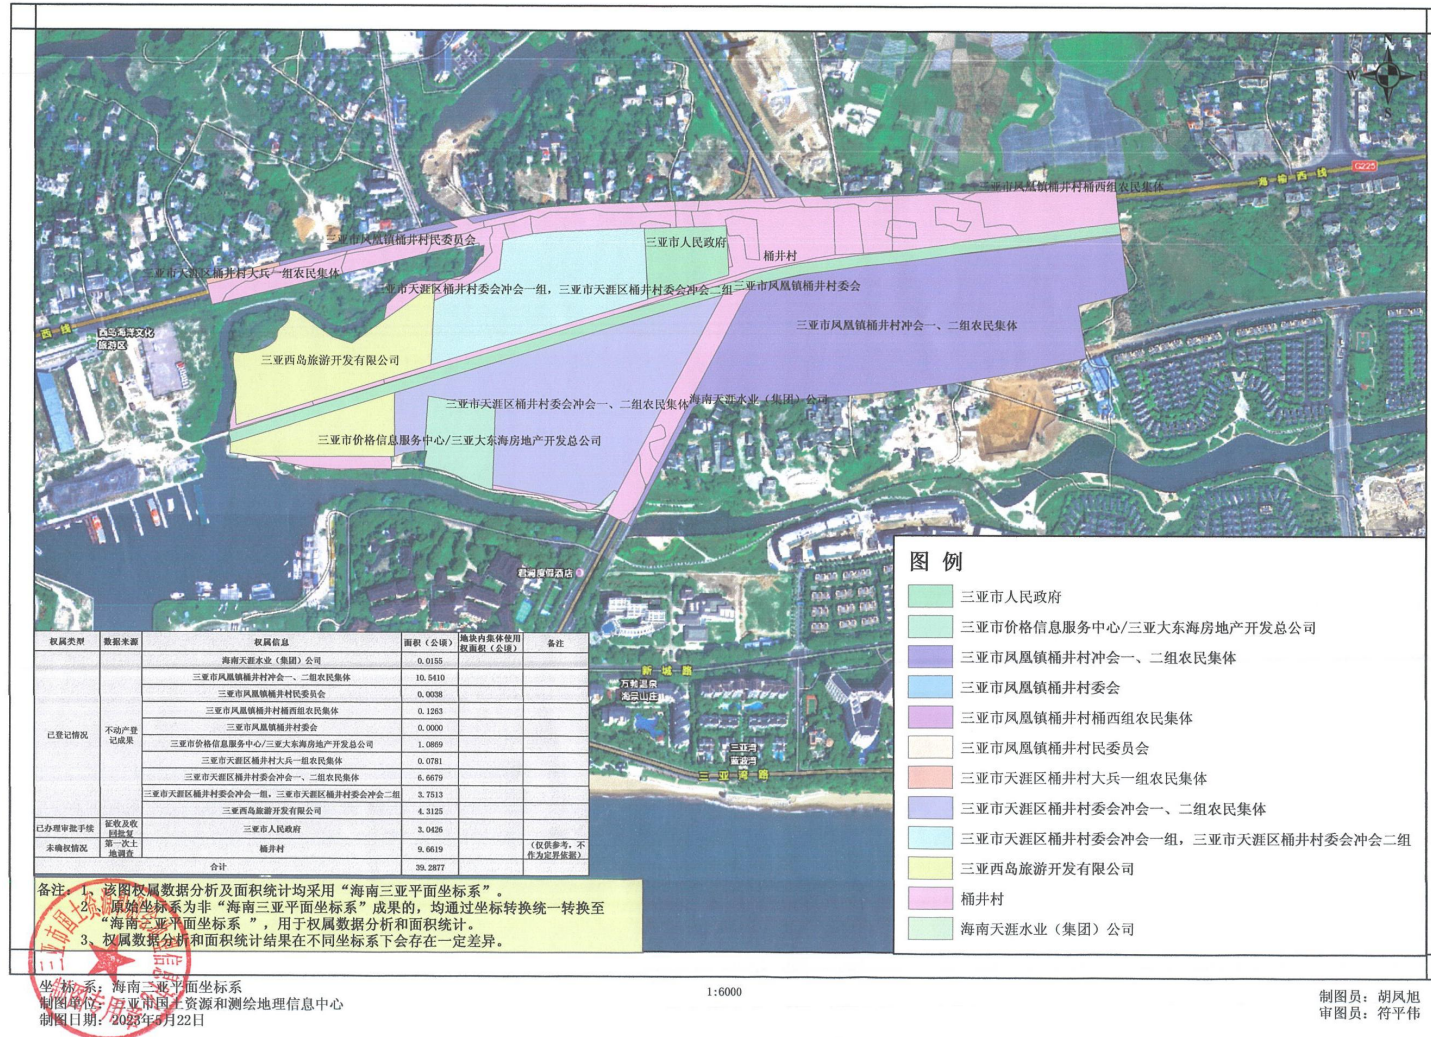 N
W
E
S
G225
海榆西线
三亚市凤凰镇桶井村桶西组农民集体
三亚市凤凰镇桶井村民委员会
三亚市人民政府
桶井村
三亚市天涯区桶井村大兵一组农民集体
三亚市天涯区桶井村委会冲会一组，三亚市天涯区桶井村委会冲会二组
三亚市凤凰镇桶井村委会
西线
西岛海洋文化
旅游区
三亚市凤凰镇桶井村冲会一、二组农民集体
三亚西岛旅游开发有限公司
三亚市天涯区桶井村委会冲会一、二组农民集体
海南天涯水业（集团）公司
三亚市价格信息服务中心/三亚大东海房地产开发总公司
君澜度假酒店
新城路
万科温泉
海景山庄
三亚湾
蓝波湾
三亚湾路
图 例
三亚市人民政府
三亚市价格信息服务中心/三亚大东海房地产开发总公司
三亚市凤凰镇桶井村冲会一、二组农民集体
三亚市凤凰镇桶井村委会
三亚市凤凰镇桶井村桶西组农民集体
三亚市凤凰镇桶井村民委员会
三亚市天涯区桶井村大兵一组农民集体
三亚市天涯区桶井村委会冲会一、二组农民集体
三亚市天涯区桶井村委会冲会一组，三亚市天涯区桶井村委会冲会二组
三亚西岛旅游开发有限公司
桶井村
海南天涯水业（集团）公司
权属类型 数据来源 权属信息 面积（公顷） 地块内集体使用权面积（公顷） 备注
已登记情况 不动产登记成果 海南天涯水业（集团）公司 0.0155
三亚市凤凰镇桶井村冲会一、二组农民集体 10.5410
三亚市凤凰镇桶井村民委员会 0.0038
三亚市凤凰镇桶井村桶西组农民集体 0.1263
三亚市凤凰镇桶井村委会 0.0000
三亚市价格信息服务中心/三亚大东海房地产开发总公司 1.0869
三亚市天涯区桶井村大兵一组农民集体 0.0781
三亚市天涯区桶井村委会冲会一、二组农民集体 6.6679
三亚市天涯区桶井村委会冲会一组，三亚市天涯区桶井村委会冲会二组 3.7513
三亚西岛旅游开发有限公司 4.3125
已办理审批手续 征收及收回批复 三亚市人民政府 3.0426
未确权情况 第一次土地调查 桶井村 9.6619 （仅供参考，不作为定界依据）
合计 39.2877
备注：1、该图权属数据分析及面积统计均采用“海南三亚平面坐标系”。
2、原始坐标系为非“海南三亚平面坐标系”成果的，均通过坐标转换统一转换至
“海南三亚平面坐标系 ”，用于权属数据分析和面积统计。
3、权属数据分析和面积统计结果在不同坐标系下会存在一定差异。
坐 标 系：海南三亚平面坐标系
制图单位：三亚市国土资源和测绘地理信息中心
制图日期：2023年5月22日
1:6000
制图员：胡凤旭
审图员：符平伟